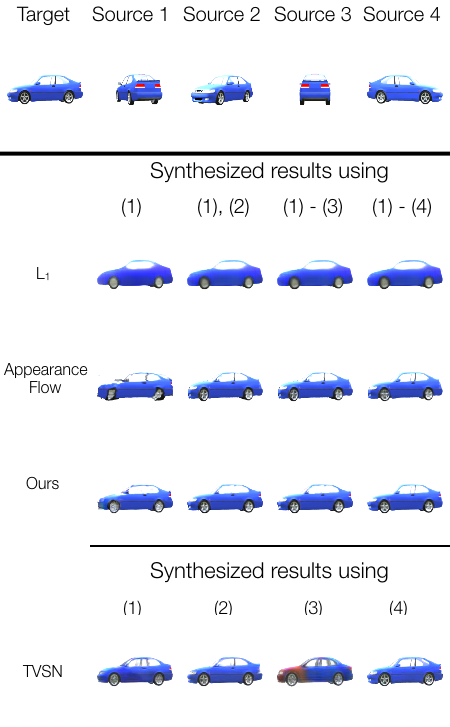 Target Source 1 Source 2 Source 3 Source 4
Synthesized results using
(1) (1), (2) (1) - (3) (1) - (4)
L₁
Appearance
Flow
Ours
Synthesized results using
(1) (2) (3) (4)
TVSN